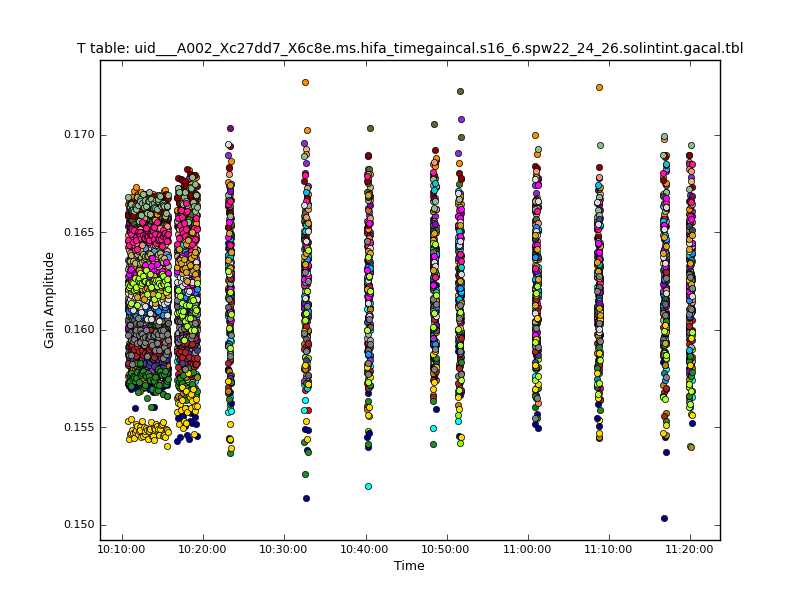 T table: uid___A002_Xc27dd7_X6c8e.ms.hifa_timegaincal.s16_6.spw22_24_26.solintint.gacal.tbl
Gain Amplitude
0.170
0.165
0.160
0.155
0.150
10:10:00 10:20:00 10:30:00 10:40:00 10:50:00 11:00:00 11:10:00 11:20:00
Time